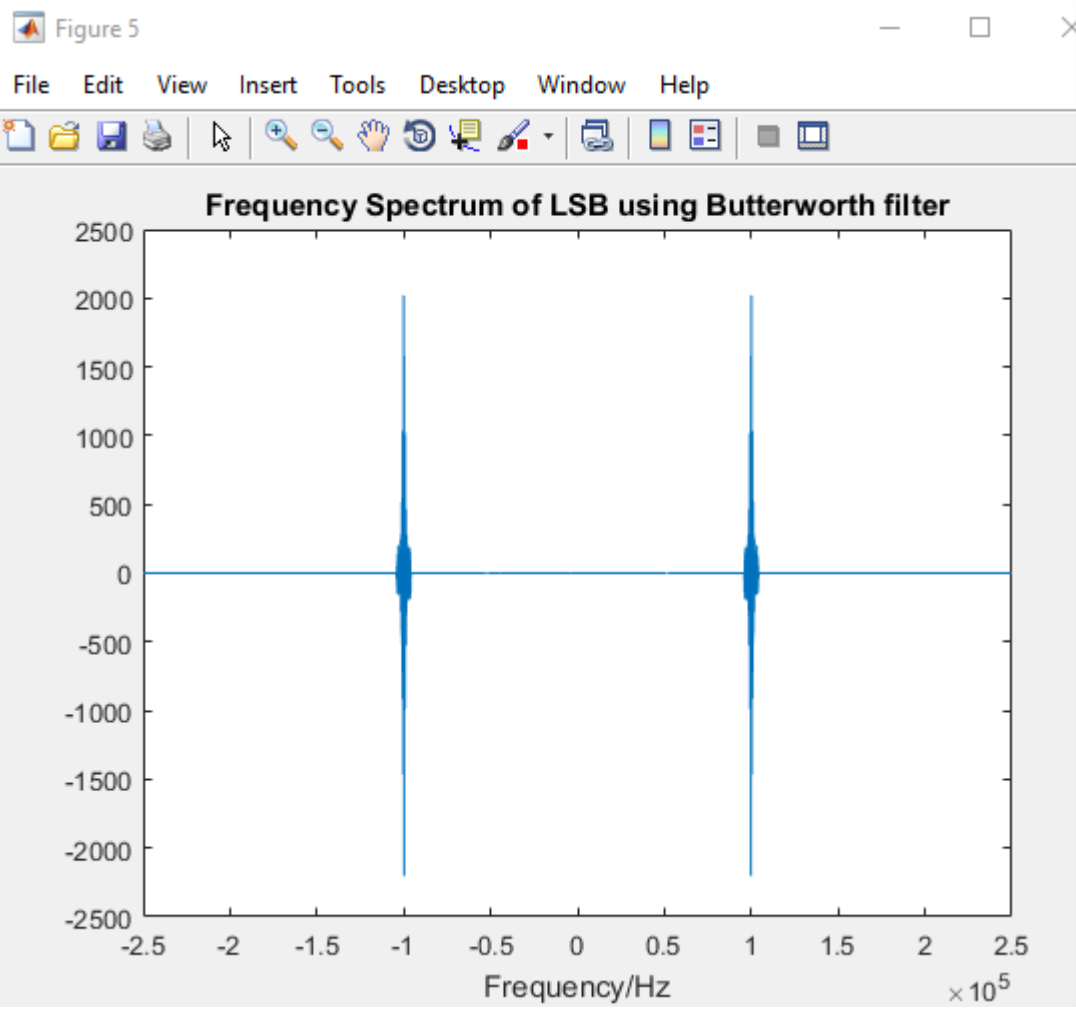 Figure 5
File Edit View Insert Tools Desktop Window Help
Frequency Spectrum of LSB using Butterworth filter
2500
2000
1500
1000
500
0
-500
-1000
-1500
-2000
-2500
-2.5 -2 -1.5 -1 -0.5 0 0.5 1 1.5 2 2.5
Frequency/Hz
×10⁵